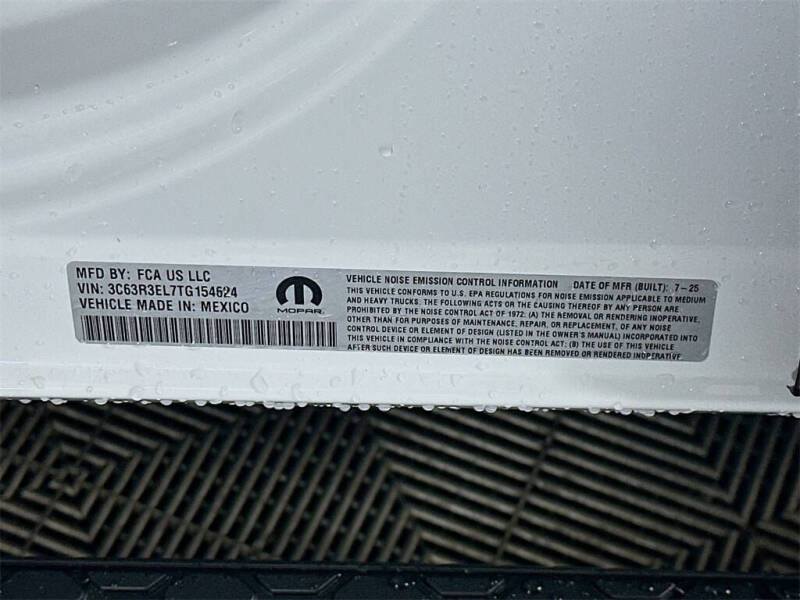 MFD BY: FCA US LLC
VIN: 3C63R3EL7TG154624
VEHICLE MADE IN: MEXICO
MOPAR
VEHICLE NOISE EMISSION CONTROL INFORMATION DATE OF MFR (BUILT): 7-25
THIS VEHICLE CONFORMS TO U.S. EPA REGULATIONS FOR NOISE EMISSION APPLICABLE TO MEDIUM
AND HEAVY TRUCKS. THE FOLLOWING ACTS OR THE CAUSING THEREOF BY ANY PERSON ARE
PROHIBITED BY THE NOISE CONTROL ACT OF 1972: (A) THE REMOVING OR RENDERING INOPERATIVE,
OTHER THAN FOR PURPOSES OF MAINTENANCE, REPAIR, OR REPLACEMENT, OF ANY NOISE
CONTROL DEVICE OR ELEMENT OF DESIGN (LISTED IN THE OWNER'S MANUAL) INCORPORATED INTO
THIS VEHICLE IN COMPLIANCE WITH THE NOISE CONTROL ACT; (B) THE USE OF THIS VEHICLE
AFTER SUCH DEVICE OR ELEMENT OF DESIGN HAS BEEN REMOVED OR RENDERED INOPERATIVE.